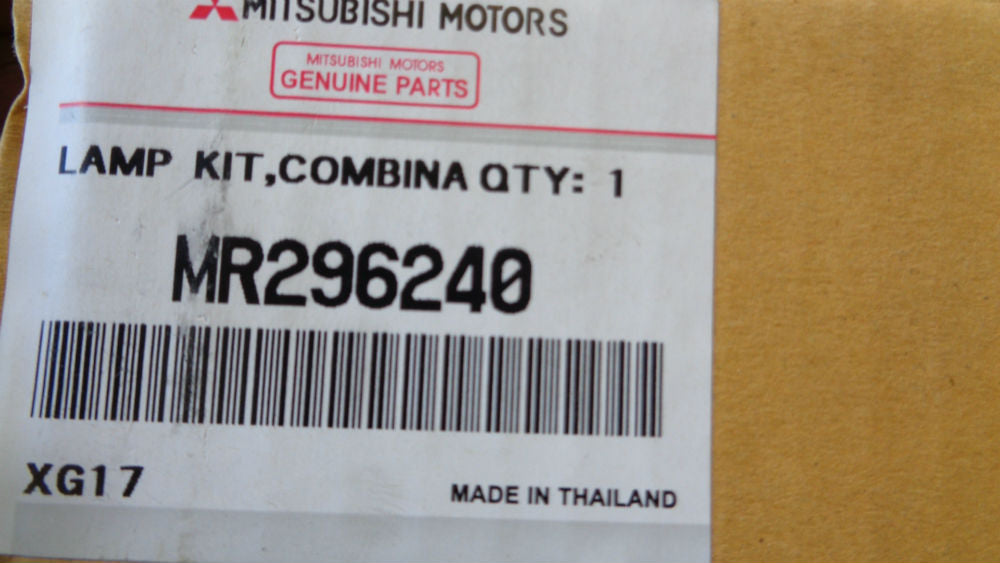 MITSUBISHI MOTORS
MITSUBISHI MOTORS
GENUINE PARTS
LAMP KIT,COMBINA QTY: 1
MR296240
XG17
MADE IN THAILAND